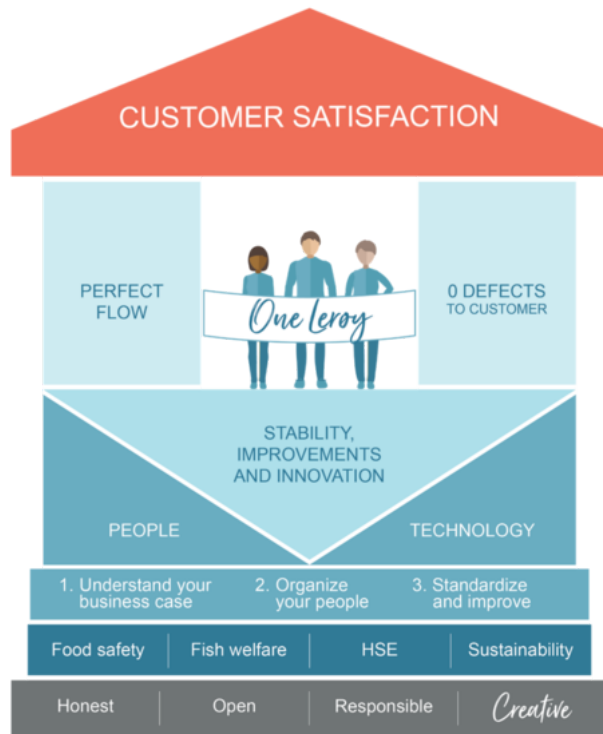 CUSTOMER SATISFACTION
PERFECT
FLOW
One Leroy
0 DEFECTS
TO CUSTOMER
STABILITY,
IMPROVEMENTS
AND INNOVATION
PEOPLE
TECHNOLOGY
1. Understand your
business case
2. Organize
your people
3. Standardize
and improve
Food safety
Fish welfare
HSE
Sustainability
Honest
Open
Responsible
Creative